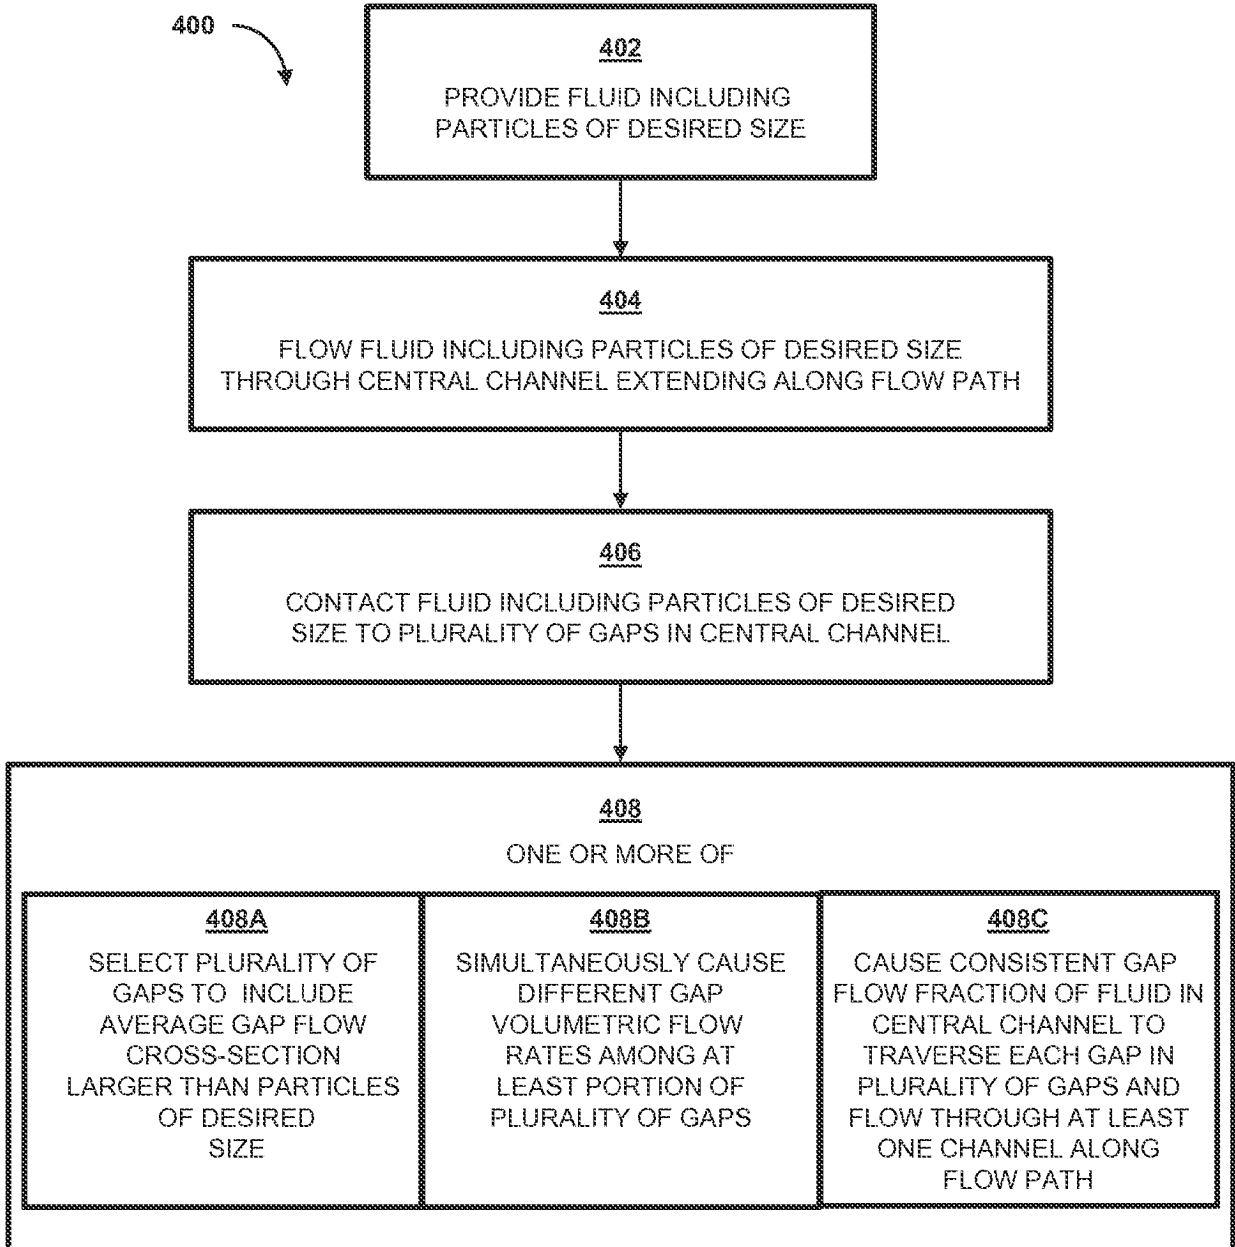 400
402
PROVIDE FLUID INCLUDING
PARTICLES OF DESIRED SIZE
404
FLOW FLUID INCLUDING PARTICLES OF DESIRED SIZE
THROUGH CENTRAL CHANNEL EXTENDING ALONG FLOW PATH
406
CONTACT FLUID INCLUDING PARTICLES OF DESIRED
SIZE TO PLURALITY OF GAPS IN CENTRAL CHANNEL
408
ONE OR MORE OF
408A
SELECT PLURALITY OF
GAPS TO INCLUDE
AVERAGE GAP FLOW
CROSS-SECTION
LARGER THAN PARTICLES
OF DESIRED
SIZE
408B
SIMULTANEOUSLY CAUSE
DIFFERENT GAP
VOLUMETRIC FLOW
RATES AMONG AT
LEAST PORTION OF
PLURALITY OF GAPS
408C
CAUSE CONSISTENT GAP
FLOW FRACTION OF FLUID IN
CENTRAL CHANNEL TO
TRAVERSE EACH GAP IN
PLURALITY OF GAPS AND
FLOW THROUGH AT LEAST
ONE CHANNEL ALONG
FLOW PATH